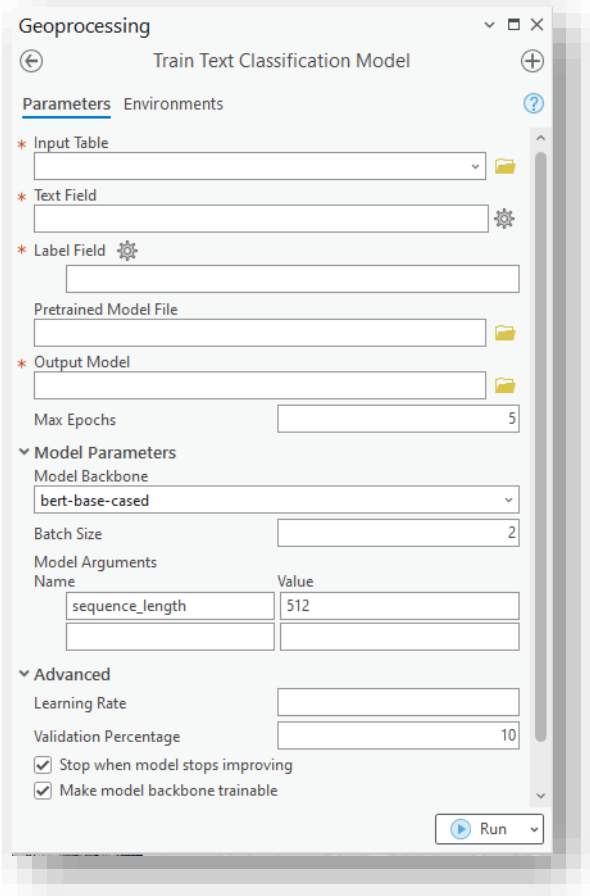 Geoprocessing
Train Text Classification Model
Parameters Environments
* Input Table
* Text Field
* Label Field
Pretrained Model File
* Output Model
Max Epochs 5
Model Parameters
Model Backbone
bert-base-cased
Batch Size 2
Model Arguments
Name Value
sequence_length 512
Advanced
Learning Rate
Validation Percentage 10
Stop when model stops improving
Make model backbone trainable
Run